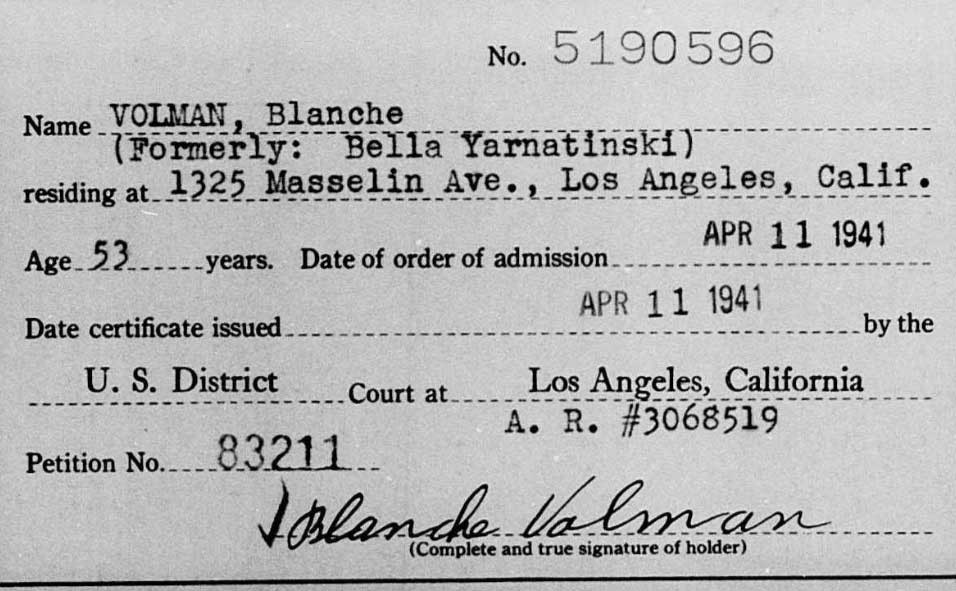 No. 5190596
Name VOLMAN, Blanche
(Formerly: Bella Yarnatinski)
residing at 1325 Masselin Ave., Los Angeles, Calif.
Age 53 years. Date of order of admission APR 11 1941
Date certificate issued APR 11 1941 by the
U. S. District Court at Los Angeles, California
A. R. #3068519
Petition No. 83211
Blanche Volman
(Complete and true signature of holder)